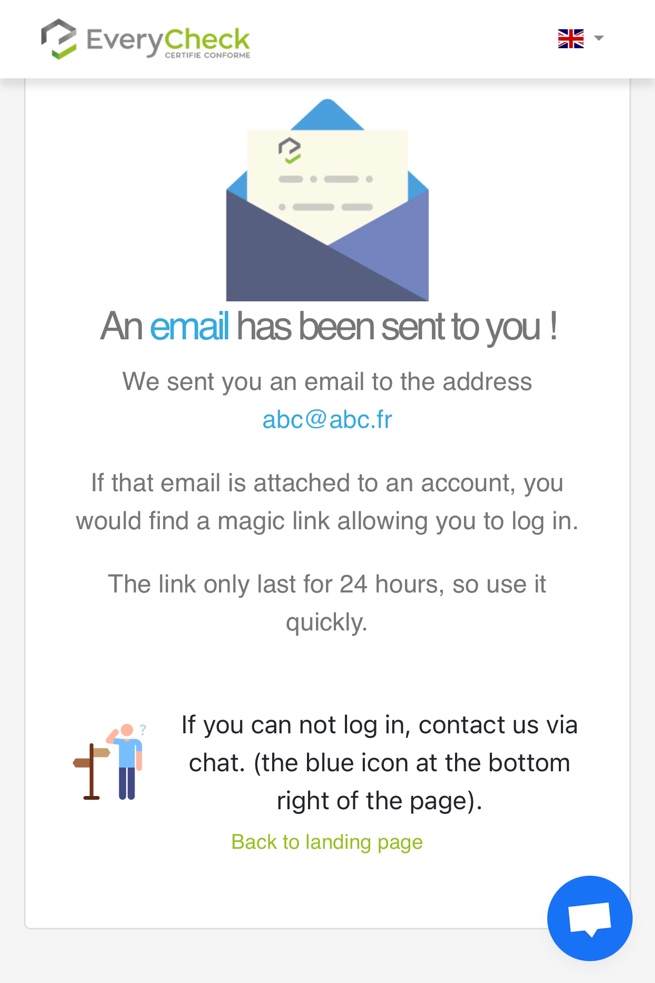 EveryCheck
CERTIFIE CONFORME
An email has been sent to you !
We sent you an email to the address
abc@abc.fr
If that email is attached to an account, you
would find a magic link allowing you to log in.
The link only last for 24 hours, so use it
quickly.
?
If you can not log in, contact us via
chat. (the blue icon at the bottom
right of the page).
Back to landing page